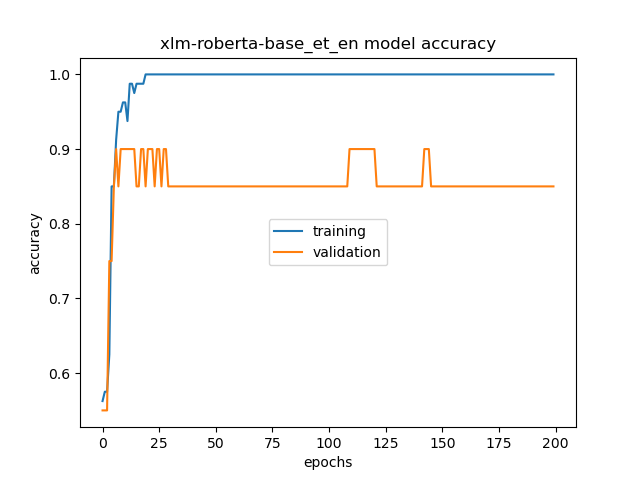 xlm-roberta-base_et_en model accuracy
1.0
0.9
0.8
0.7
0.6
accuracy
training
validation
0 25 50 75 100 125 150 175 200
epochs